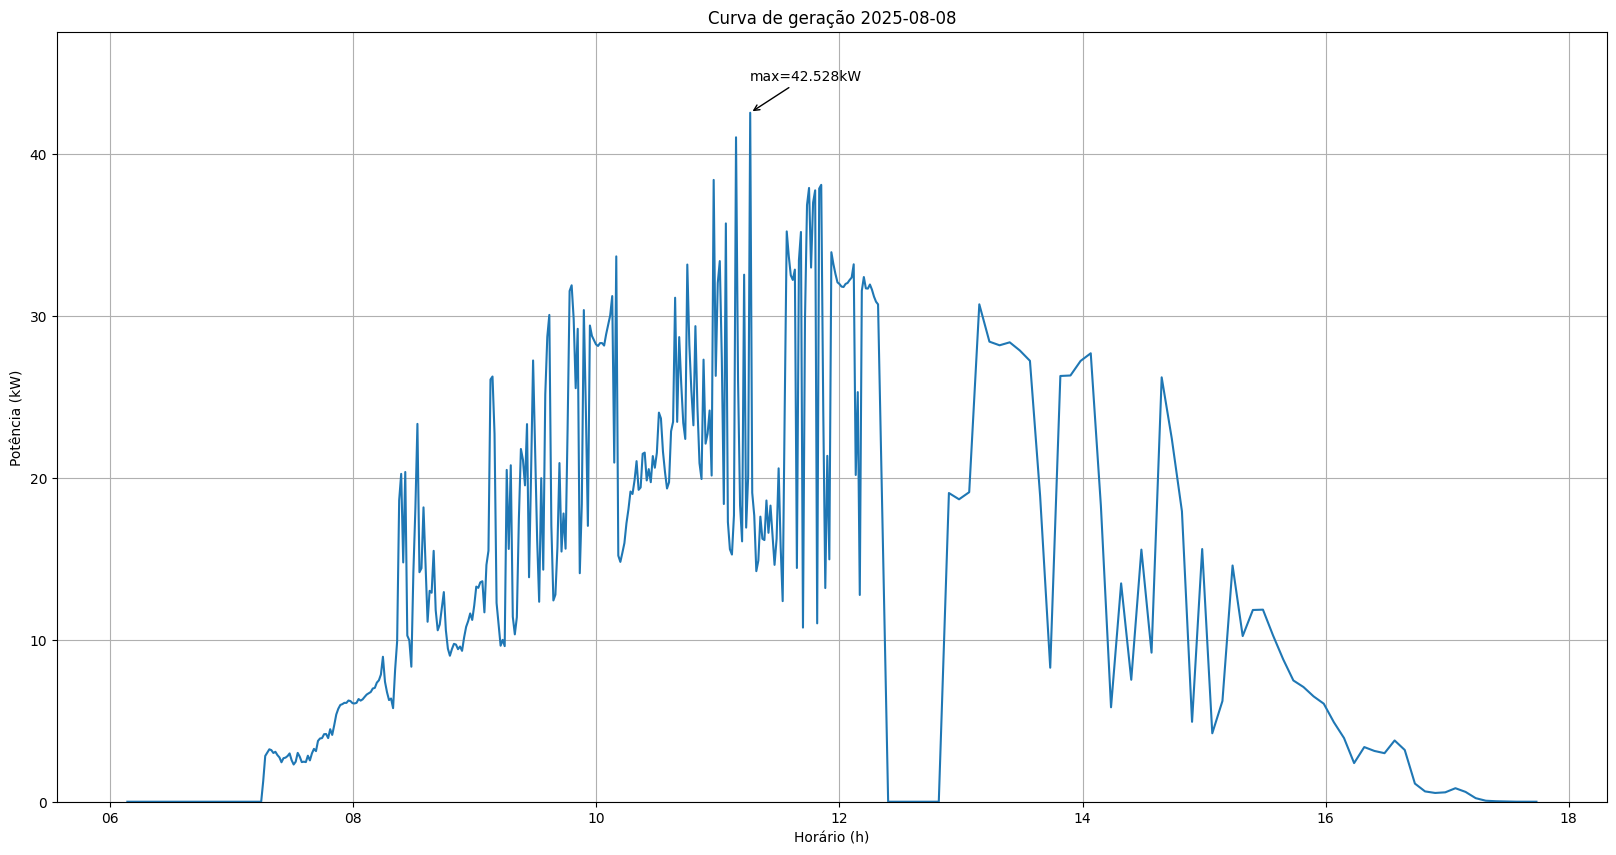 Curva de geração 2025-08-08
max=42.528kW
Potência (kW)
40
30
20
10
0
06 08 10 12 14 16 18
Horário (h)